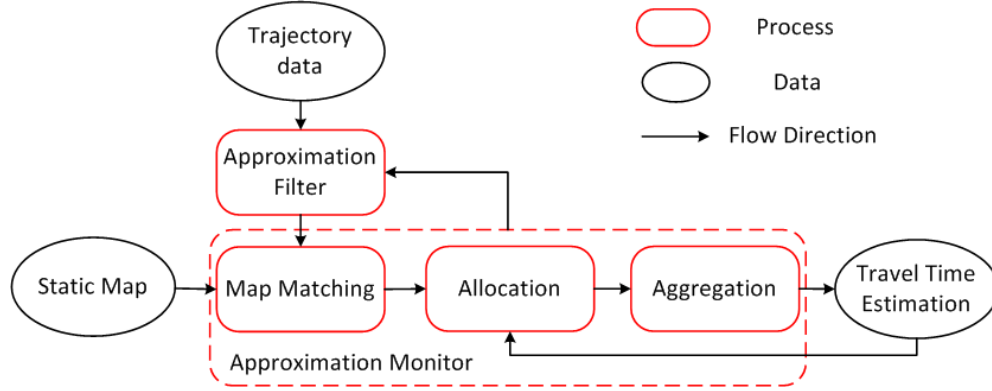 Trajectory
data
Process
Data
Flow Direction
Approximation
Filter
Static Map
Map Matching
Allocation
Aggregation
Travel Time
Estimation
Approximation Monitor